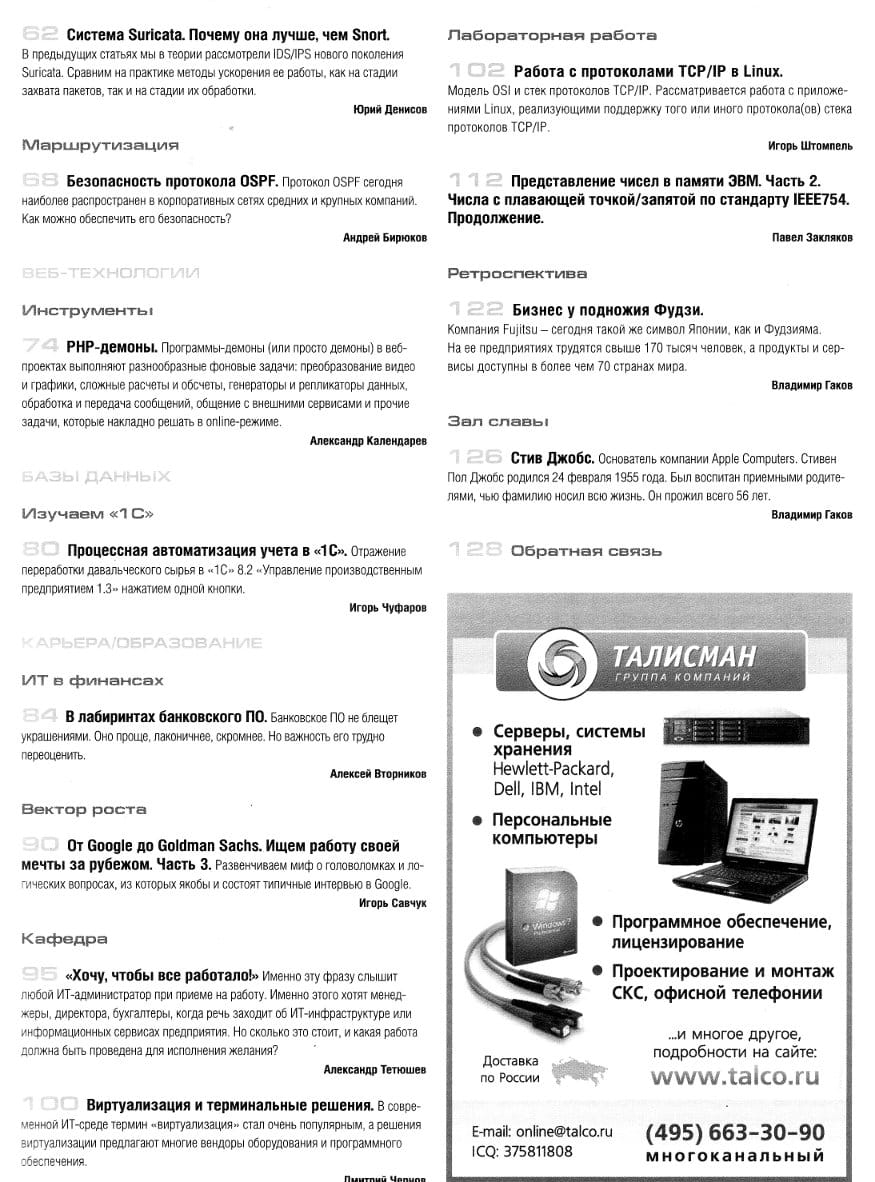 62 Система Suricata. Почему она лучше, чем Snort.
В предыдущих статьях мы в теории рассмотрели IDS/IPS нового поколения
Suricata. Сравним на практике методы ускорения ее работы, как на стадии
захвата пакетов, так и на стадии их обработки.
Юрий Денисов
Маршрутизация
68 Безопасность протокола OSPF. Протокол OSPF сегодня
наиболее распространен в корпоративных сетях средних и крупных компаний.
Как можно обеспечить его безопасность?
Андрей Бирюков
ВЕБ-ТЕХНОЛОГИИ
Инструменты
74 PHP-демоны. Программы-демоны (или просто демоны) в веб-
проектах выполняют разнообразные фоновые задачи: преобразование видео
и графики, сложные расчеты и обсчеты, генераторы и репликаторы данных,
обработка и передача сообщений, общение с внешними сервисами и прочие
задачи, которые накладно решать в online-режиме.
Александр Календарев
БАЗЫ ДАННЫХ
Изучаем «1С»
80 Процессная автоматизация учета в «1С». Отражение
переработки давальческого сырья в «1С» 8.2 «Управление производственным
предприятием 1.3» нажатием одной кнопки.
Игорь Чуфаров
КАРЬЕРА/ОБРАЗОВАНИЕ
ИТ в финансах
84 В лабиринтах банковского ПО. Банковское ПО не блещет
украшениями. Оно проще, лаконичнее, скромнее. Но важность его трудно
переоценить.
Алексей Вторников
Вектор роста
90 От Google до Goldman Sachs. Ищем работу своей
мечты за рубежом. Часть 3. Развенчиваем миф о головоломках и ло-
гических вопросах, из которых якобы и состоят типичные интервью в Google.
Игорь Савчук
Кафедра
95 «Хочу, чтобы все работало!» Именно эту фразу слышит
любой ИТ-администратор при приеме на работу. Именно этого хотят менед-
жеры, директора, бухгалтеры, когда речь заходит об ИТ-инфраструктуре или
информационных сервисах предприятия. Но сколько это стоит, и какая работа
должна быть проведена для исполнения желания?
Александр Тетюшев
100 Виртуализация и терминальные решения. В совре-
менной ИТ-среде термин «виртуализация» стал очень популярным, а решения
виртуализации предлагают многие вендоры оборудования и программного
обеспечения.
Дмитрий Чернов
Лабораторная работа
102 Работа с протоколами TCP/IP в Linux.
Модель OSI и стек протоколов TCP/IP. Рассматривается работа с приложе-
ниями Linux, реализующими поддержку того или иного протокола(ов) стека
протоколов TCP/IP.
Игорь Штомпель
112 Представление чисел в памяти ЭВМ. Часть 2.
Числа с плавающей точкой/запятой по стандарту IEEE754.
Продолжение.
Павел Закляков
Ретроспектива
122 Бизнес у подножия Фудзи.
Компания Fujitsu – сегодня такой же символ Японии, как и Фудзияма.
На ее предприятиях трудятся свыше 170 тысяч человек, а продукты и сер-
висы доступны в более чем 70 странах мира.
Владимир Гаков
Зал славы
126 Стив Джобс. Основатель компании Apple Computers. Стивен
Пол Джобс родился 24 февраля 1955 года. Был воспитан приемными родите-
лями, чью фамилию носил всю жизнь. Он прожил всего 56 лет.
Владимир Гаков
128 Обратная связь
ТАЛИСМАН
ГРУППА КОМПАНИЙ
• Серверы, системы
хранения
Hewlett-Packard,
Dell, IBM, Intel
• Персональные
компьютеры
Windows 7
• Программное обеспечение,
лицензирование
• Проектирование и монтаж
СКС, офисной телефонии
Доставка
по России
...и многое другое,
подробности на сайте:
www.talco.ru
E-mail: online@talco.ru
ICQ: 375811808
(495) 663-30-90
многоканальный